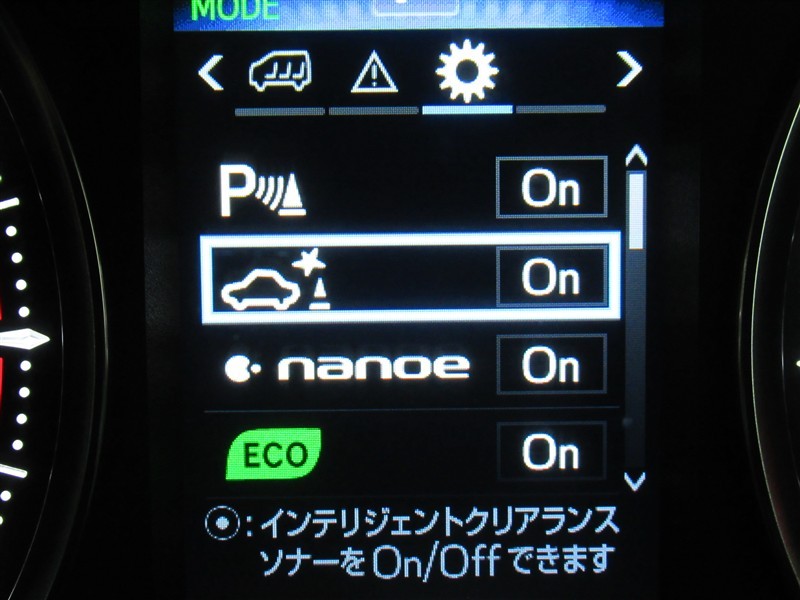 MODE
P
On
On
nanoe
On
ECO
On
:インテリジェントクリアランス
ソナーをOn/Offできます